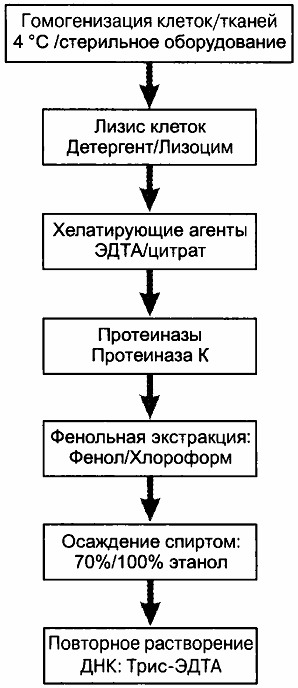 Гомогенизация клеток/тканей
4 °С /стерильное оборудование
Лизис клеток
Детергент/Лизоцим
Хелатирующие агенты
ЭДТА/цитрат
Протеиназы
Протеиназа К
Фенольная экстракция:
Фенол/Хлороформ
Осаждение спиртом:
70%/100% этанол
Повторное растворение
ДНК: Трис-ЭДТА